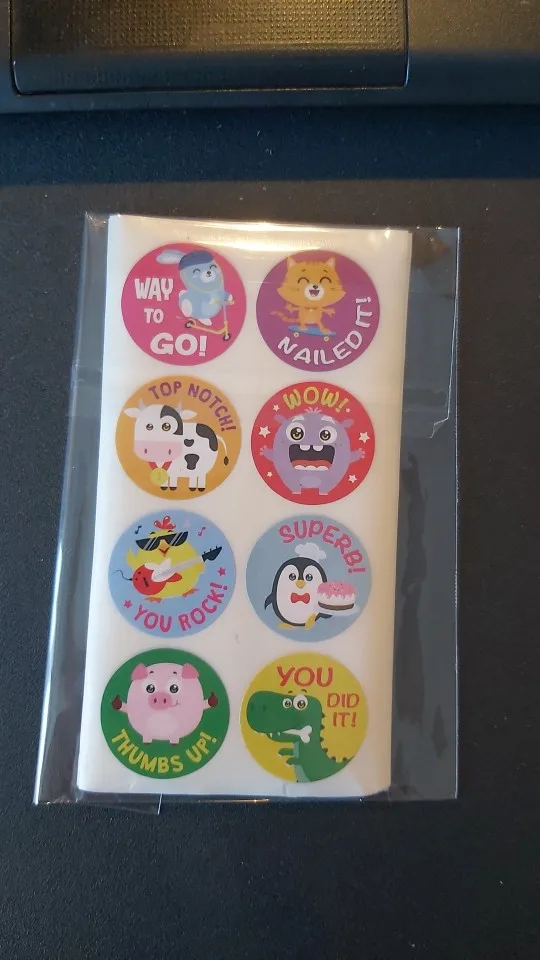 WAY
TO
GO!
NAILED IT!
TOP NOTCH!
WOW!
YOU ROCK!
SUPERB!
THUMBS UP!
YOU
DID
IT!